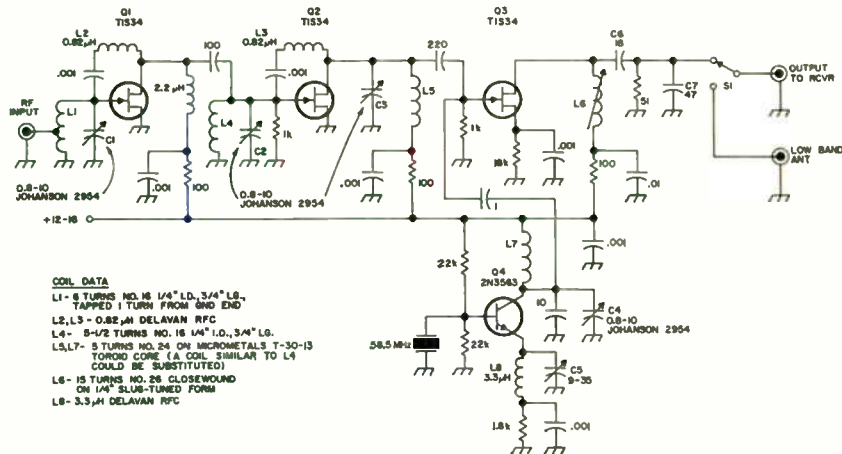 Q1
TIS34
Q2
TIS34
Q3
TIS34
L2
0.82µH
L3
0.82µH
.001
100
.001
220
C6
18
2.2µH
RF
INPUT
L1
C1
L4
C2
1k
C3
L5
1k
L6
51
C7
47
S1
OUTPUT
TO RCVR
LOW BAND
ANT
.001
100
0.8-10
JOHANSON 2954
0.8-10
JOHANSON 2954
.001
100
18k
.001
100
.01
1
+12-16
.001
22k
L7
Q4
2N3563
10
C4
0.8-10
JOHANSON 2954
58.5 MHz
22k
L8
3.3µH
C5
9-35
1.8k
.001
COIL DATA
L1- 6 TURNS NO. 16 1/4" I.D., 3/4" LG.,
TAPPED 1 TURN FROM GND END
L2,L3 - 0.82µH DELAVAN RFC
L4- 5-1/2 TURNS NO. 16 1/4" I.D., 3/4" LG.
L5,L7- 5 TURNS NO. 24 ON MICROMETALS T-30-13
TOROID CORE (A COIL SIMILAR TO L4
COULD BE SUBSTITUTED)
L6- 15 TURNS NO. 26 CLOSEWOUND
ON 1/4" SLUG-TUNED FORM
L8- 3.3µH DELAVAN RFC